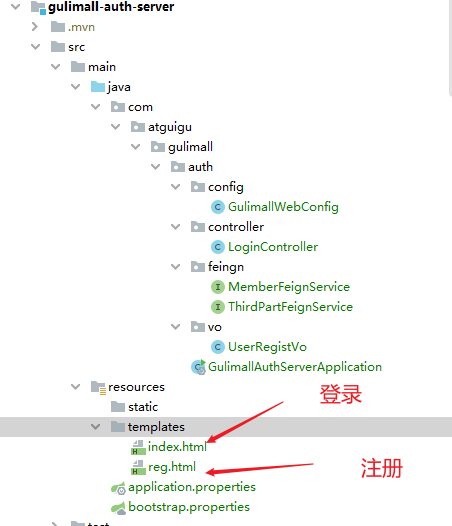 gulimall-auth-server
.mvn
src
main
java
com
atguigu
gulimall
auth
config
GulimallWebConfig
controller
LoginController
feingn
MemberFeignService
ThirdPartFeignService
vo
UserRegistVo
GulimallAuthServerApplication
resources
登录
static
templates
index.html
reg.html
注册
application.properties
bootstrap.properties